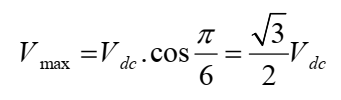 V_max = V_dc . cos π/6 = √3/2 V_dc